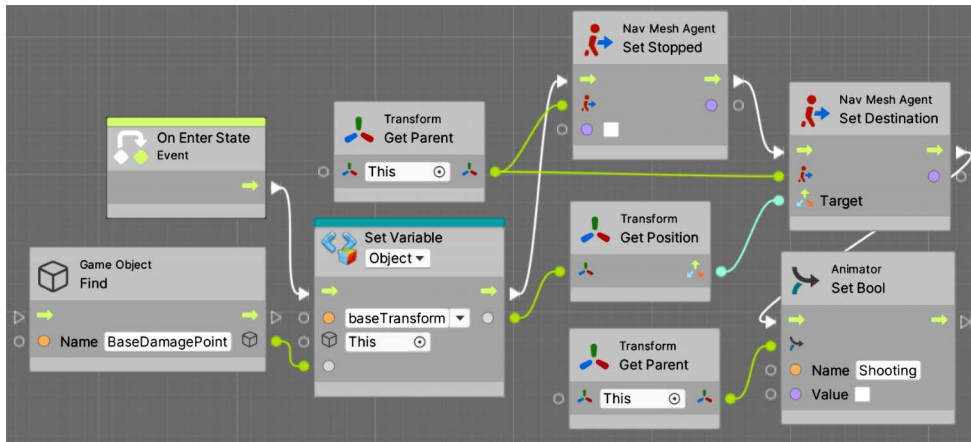 On Enter State
Event
Game Object
Find
Name BaseDamagePoint
Transform
Get Parent
This
Set Variable
Object
baseTransform
This
Nav Mesh Agent
Set Stopped
Transform
Get Position
Transform
Get Parent
This
Nav Mesh Agent
Set Destination
Target
Animator
Set Bool
Name Shooting
Value